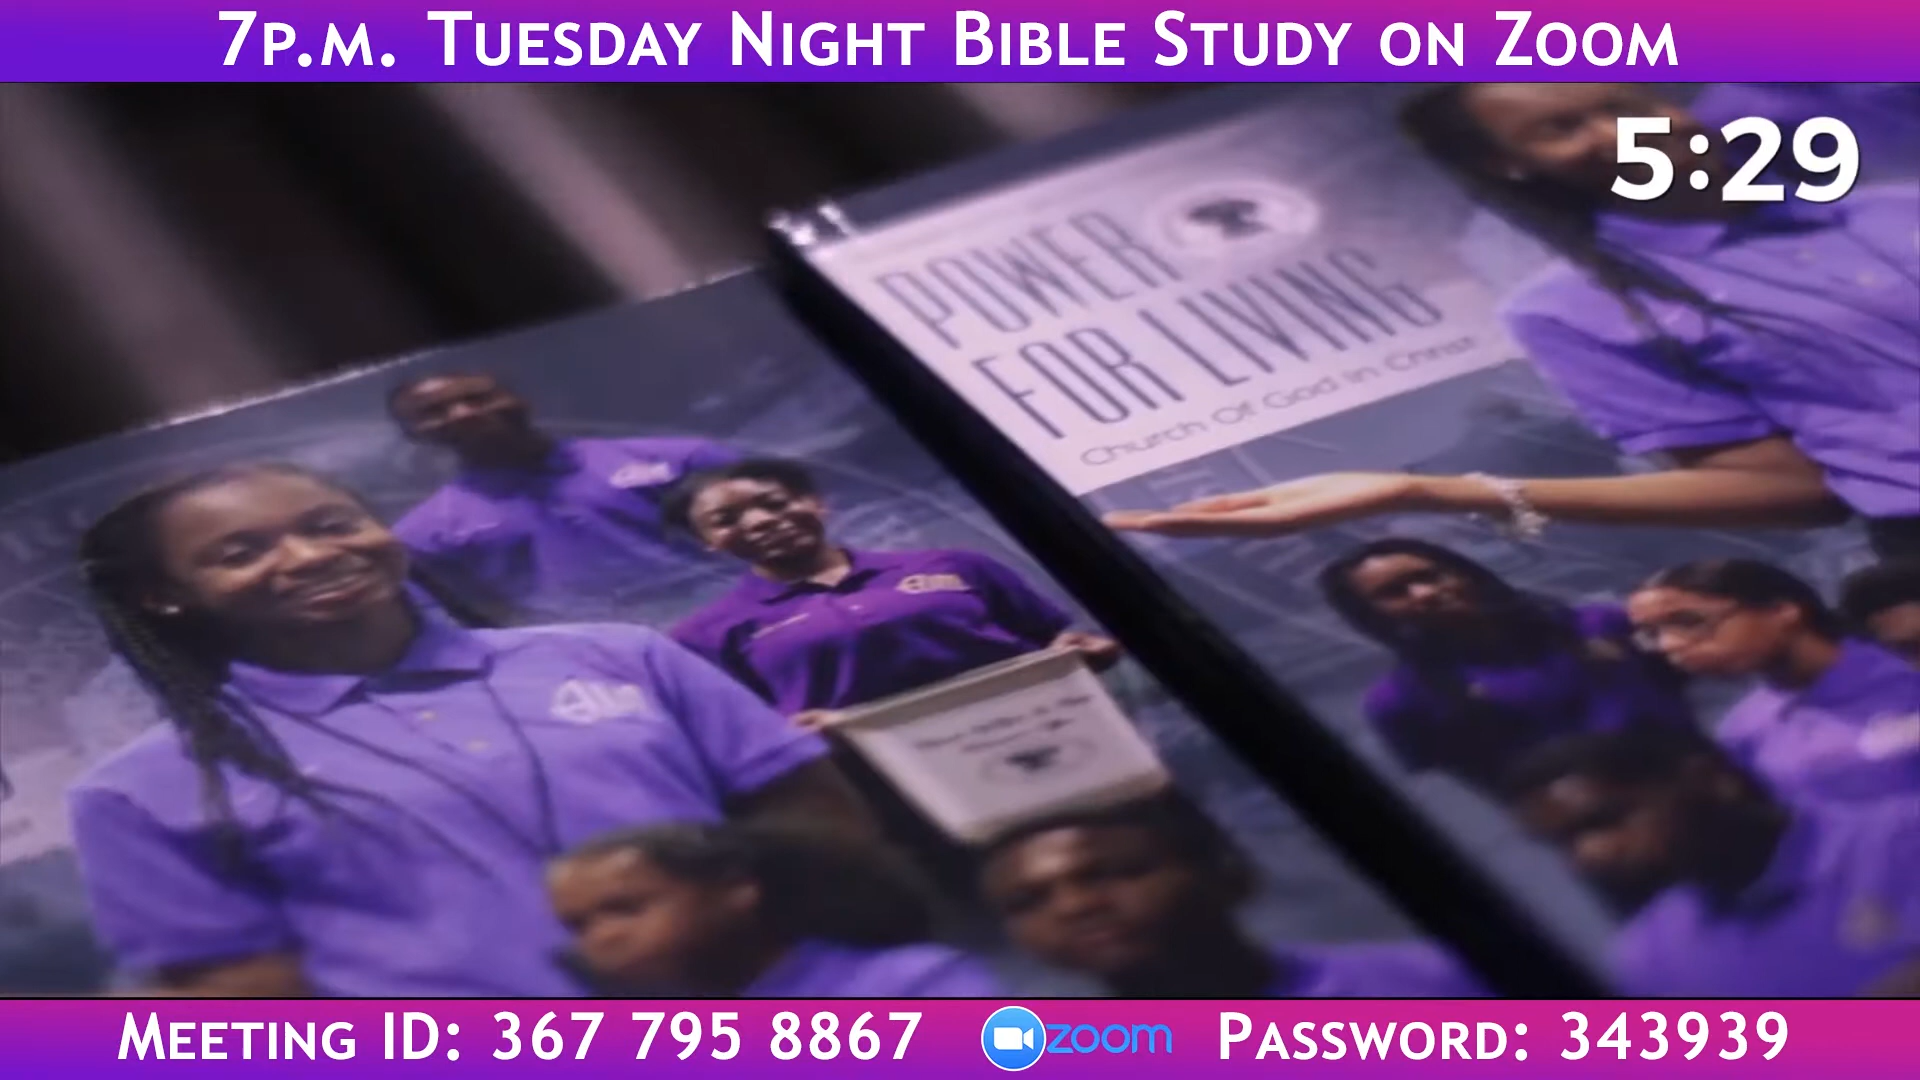 7P.M. TUESDAY NIGHT BIBLE STUDY ON ZOOM
5:29
POWER
FOR LIVING
Church Of God in Christ
MEETING ID: 367 795 8867 zoom PASSWORD: 343939